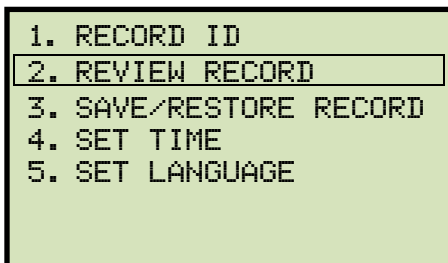 1. RECORD ID
2. REVIEW RECORD
3. SAVE/RESTORE RECORD
4. SET TIME
5. SET LANGUAGE